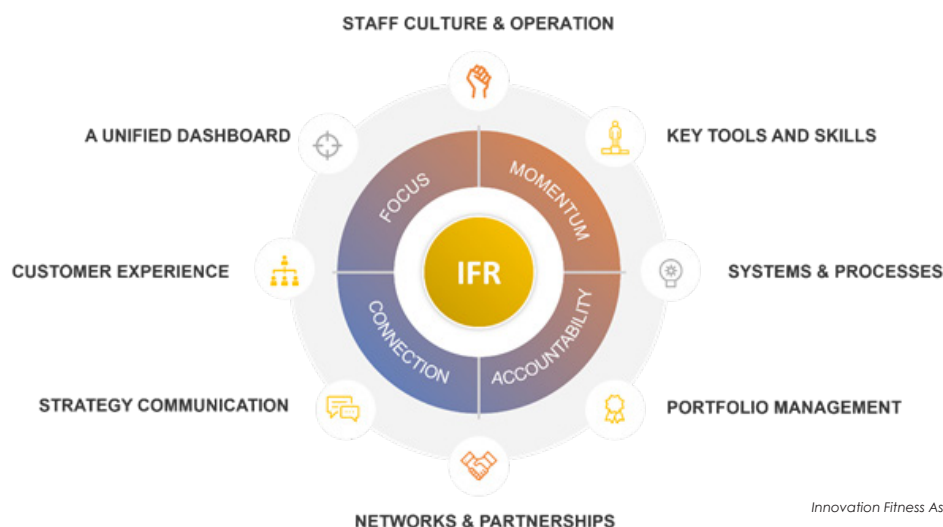 STAFF CULTURE & OPERATION
A UNIFIED DASHBOARD
KEY TOOLS AND SKILLS
FOCUS
MOMENTUM
CUSTOMER EXPERIENCE
IFR
SYSTEMS & PROCESSES
CONNECTION
ACCOUNTABILITY
STRATEGY COMMUNICATION
PORTFOLIO MANAGEMENT
Innovation Fitness As
NETWORKS & PARTNERSHIPS